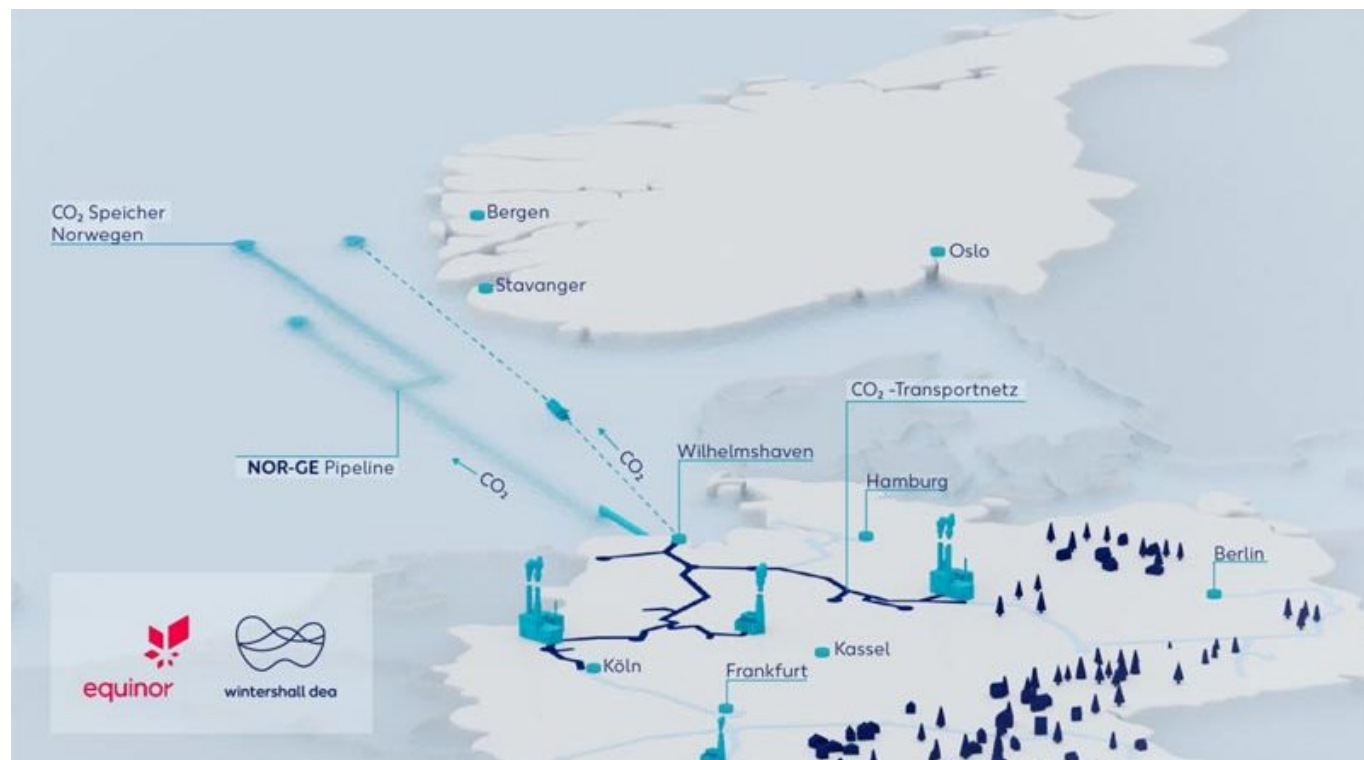 CO₂ Speicher
Norwegen
Bergen
Oslo
Stavanger
CO₂ -Transportnetz
NOR-GE Pipeline
CO₂
CO₂
Wilhelmshaven
Hamburg
Berlin
Köln
Kassel
Frankfurt
equinor
wintershall dea